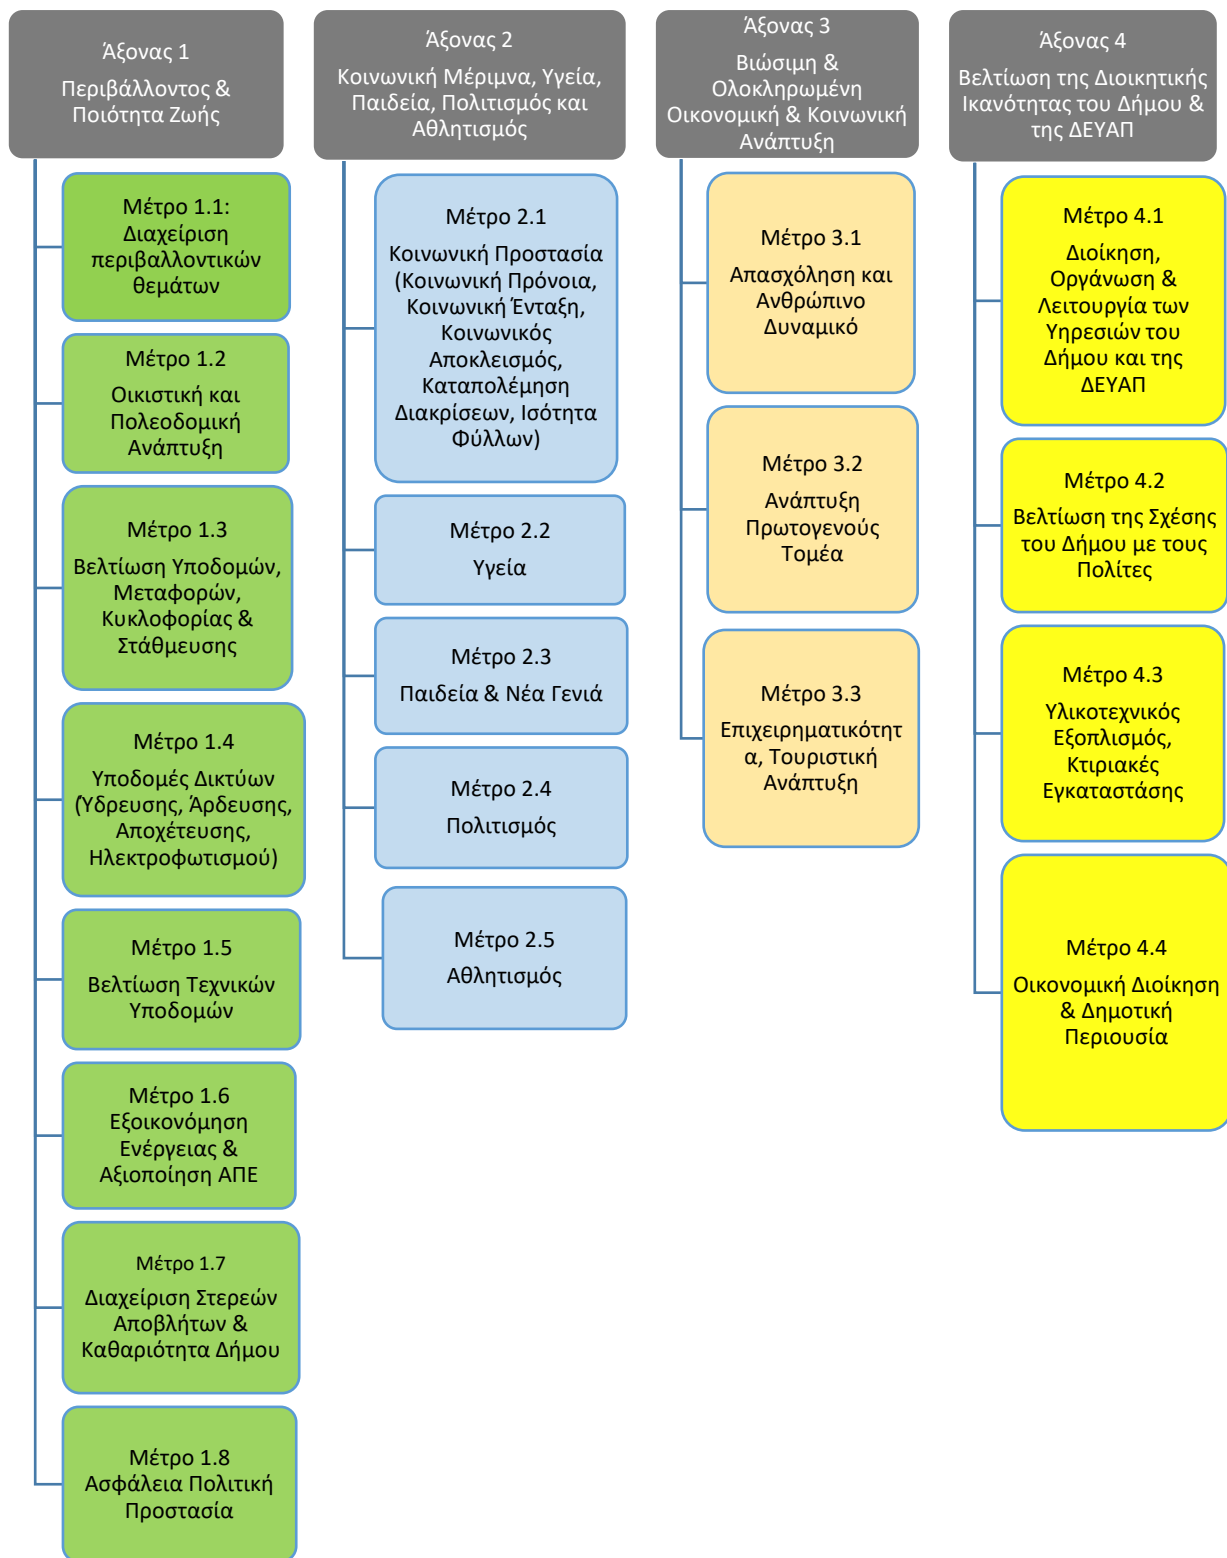 Άξονας 1
Περιβάλλοντος &
Ποιότητα Ζωής
Μέτρο 1.1:
Διαχείριση
περιβαλλοντικών
θεμάτων
Μέτρο 1.2
Οικιστική και
Πολεοδομική
Ανάπτυξη
Μέτρο 1.3
Βελτίωση Υποδομών,
Μεταφορών,
Κυκλοφορίας &
Στάθμευσης
Μέτρο 1.4
Υποδομές Δικτύων
(Ύδρευσης, Άρδευσης,
Αποχέτευσης,
Ηλεκτροφωτισμού)
Μέτρο 1.5
Βελτίωση Τεχνικών
Υποδομών
Μέτρο 1.6
Εξοικονόμηση
Ενέργειας &
Αξιοποίηση ΑΠΕ
Μέτρο 1.7
Διαχείριση Στερεών
Αποβλήτων &
Καθαριότητα Δήμου
Μέτρο 1.8
Ασφάλεια Πολιτική
Προστασία
Άξονας 2
Κοινωνική Μέριμνα, Υγεία,
Παιδεία, Πολιτισμός και
Αθλητισμός
Μέτρο 2.1
Κοινωνική Προστασία
(Κοινωνική Πρόνοια,
Κοινωνική Ένταξη,
Κοινωνικός
Αποκλεισμός,
Καταπολέμηση
Διακρίσεων, Ισότητα
Φύλλων)
Μέτρο 2.2
Υγεία
Μέτρο 2.3
Παιδεία & Νέα Γενιά
Μέτρο 2.4
Πολιτισμός
Μέτρο 2.5
Αθλητισμός
Άξονας 3
Βιώσιμη &
Ολοκληρωμένη
Οικονομική & Κοινωνική
Ανάπτυξη
Μέτρο 3.1
Απασχόληση και
Ανθρώπινο
Δυναμικό
Μέτρο 3.2
Ανάπτυξη
Πρωτογενούς
Τομέα
Μέτρο 3.3
Επιχειρηματικότητ
α, Τουριστική
Ανάπτυξη
Άξονας 4
Βελτίωση της Διοικητικής
Ικανότητας του Δήμου &
της ΔΕΥΑΠ
Μέτρο 4.1
Διοίκηση,
Οργάνωση &
Λειτουργία των
Υηρεσιών του
Δήμου και της
ΔΕΥΑΠ
Μέτρο 4.2
Βελτίωση της Σχέσης
του Δήμου με τους
Πολίτες
Μέτρο 4.3
Υλικοτεχνικός
Εξοπλισμός,
Κτιριακές
Εγκαταστάσης
Μέτρο 4.4
Οικονομική Διοίκηση
& Δημοτική
Περιουσία